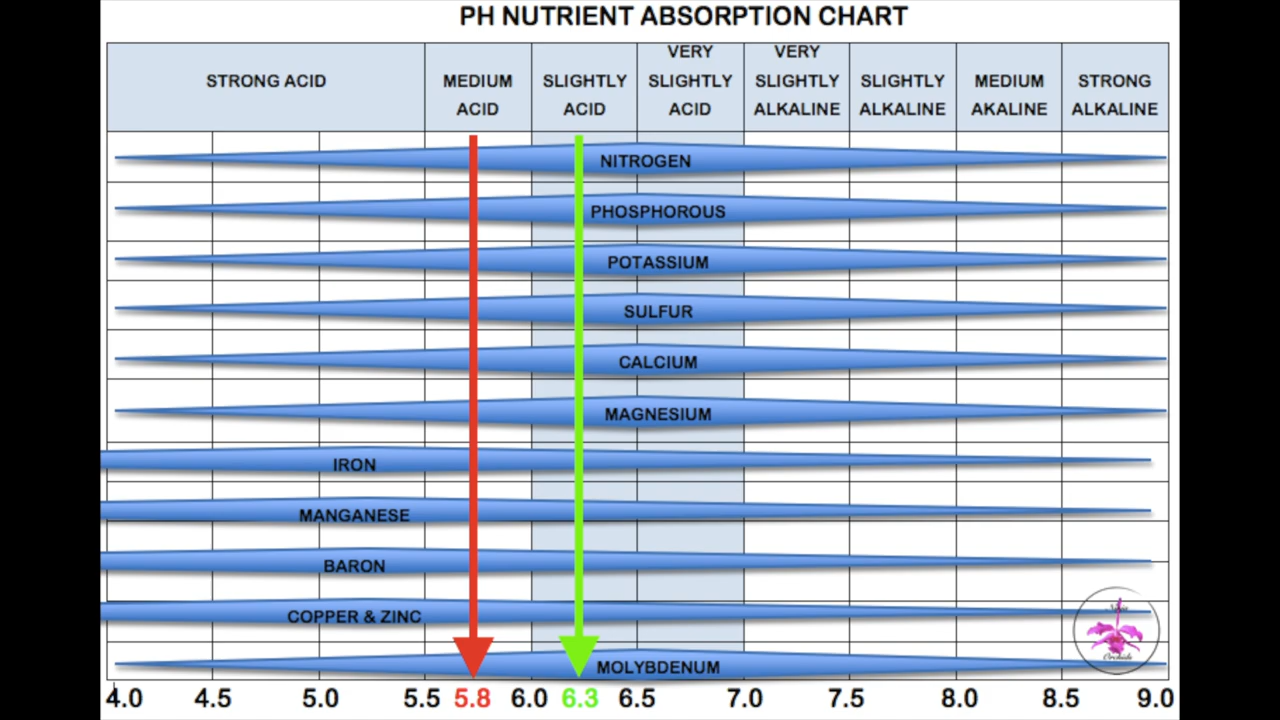 PH NUTRIENT ABSORPTION CHART
STRONG ACID
MEDIUM
ACID
SLIGHTLY
ACID
VERY
SLIGHTLY
ACID
VERY
SLIGHTLY
ALKALINE
SLIGHTLY
ALKALINE
MEDIUM
AKALINE
STRONG
ALKALINE
NITROGEN
PHOSPHOROUS
POTASSIUM
SULFUR
CALCIUM
MAGNESIUM
IRON
MANGANESE
BARON
COPPER & ZINC
MOLYBDENUM
4.0 4.5 5.0 5.5 5.8 6.0 6.3 6.5 7.0 7.5 8.0 8.5 9.0
Orchids